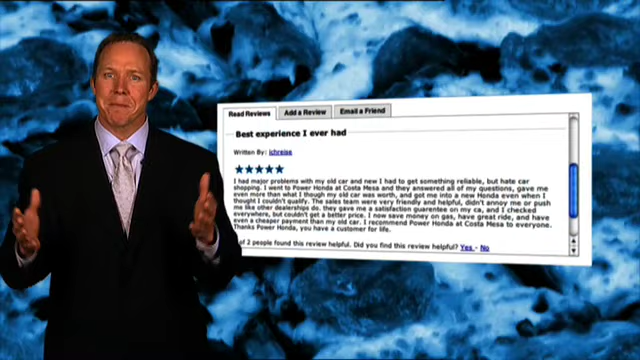 Read Reviews Add a Review Email a Friend
Best experience I ever had
Written By: ichreise
I had major problems with my old car and new I had to get something reliable, but hate car
shopping. I went to Power Honda at Costa Mesa and they answered all of my questions, gave me
even more than what I though my old car was worth, and got me into a new Honda even when I
thought I couldn't qualify. The sales team were very friendly and helpful, didn't annoy me or push
me like other dealerships do. they gave me a satisfaction guarentee on my ca, and I checked
everywhere, but couldn't get a better price. I now save money on gas, have great ride, and have
even a cheaper payment than my old car. I recommend Power Honda at Costa Mesa to everyone.
Thanks Power Honda, you have a customer for life.
of 2 people found this review helpful. Did you find this review helpful? Yes - No